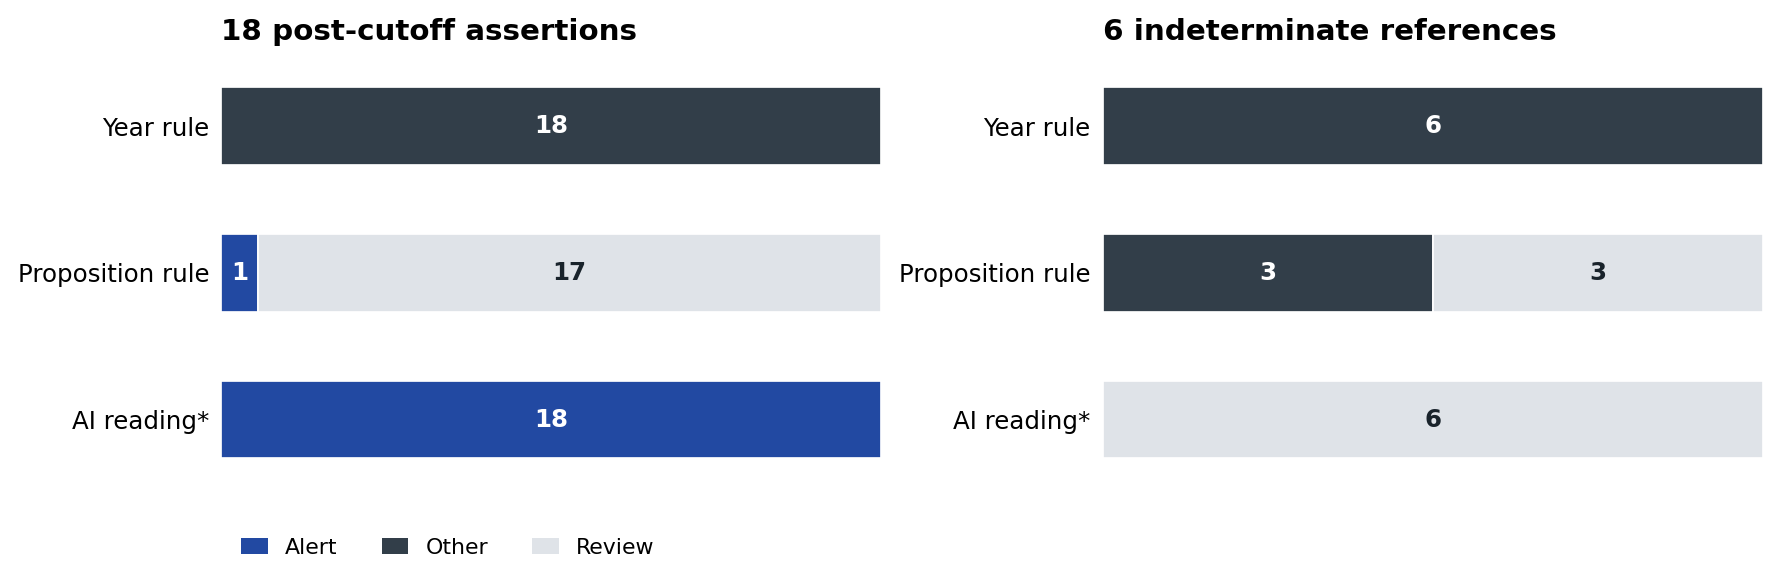 18 post-cutoff assertions
Year rule
18
Proposition rule
1
17
AI reading*
18
6 indeterminate references
Year rule
6
Proposition rule
3
3
AI reading*
6
Alert
Other
Review